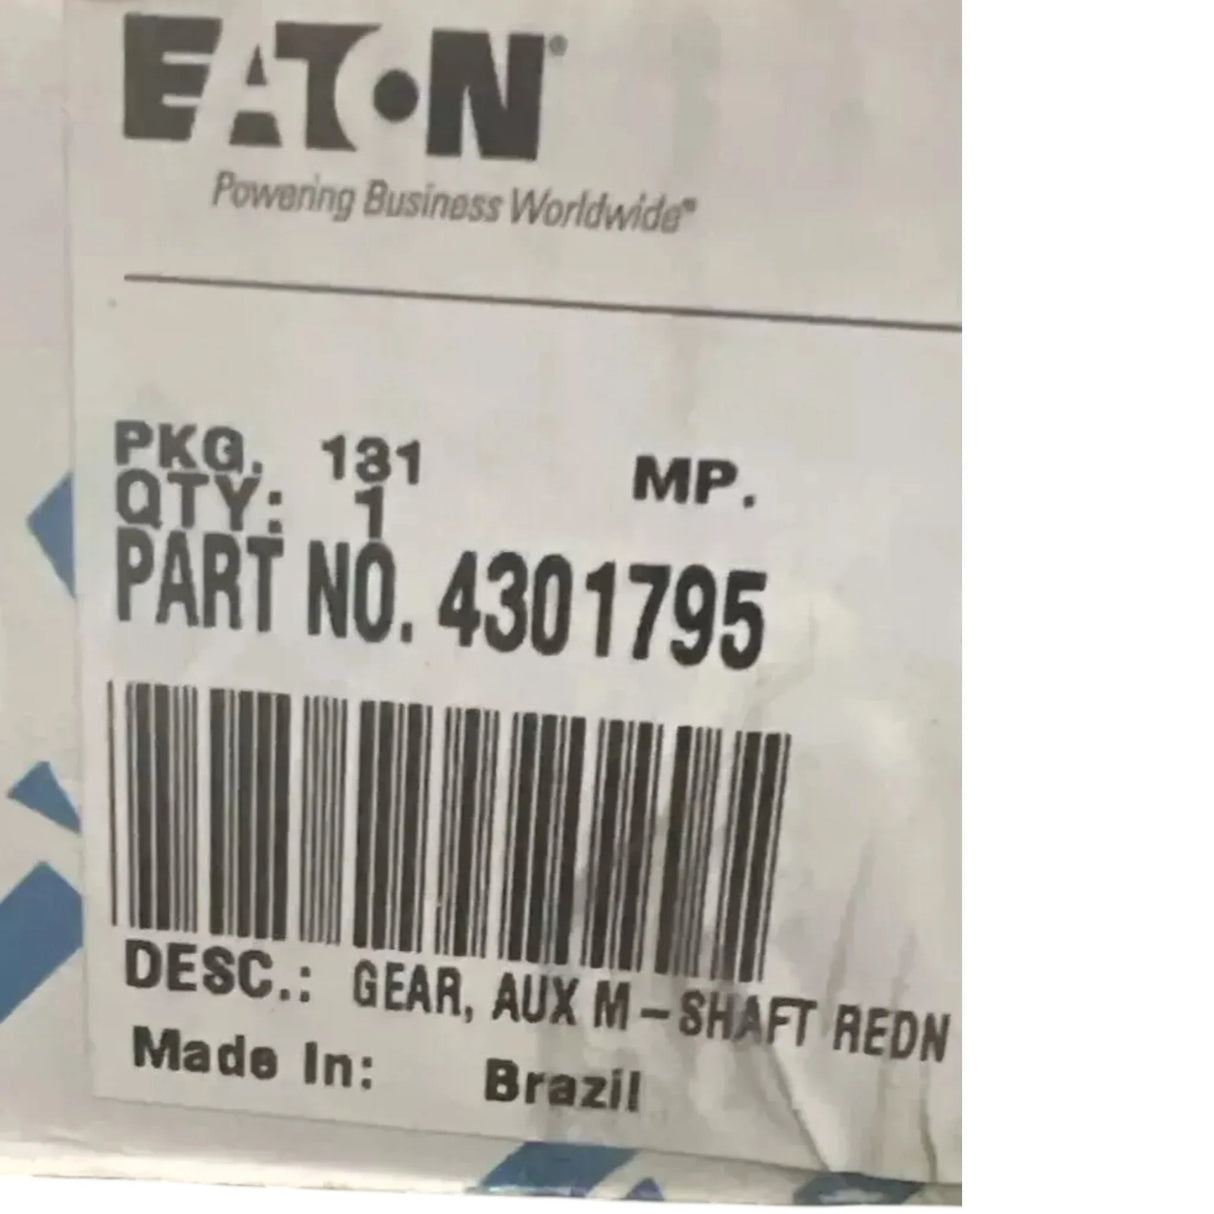 EATON®
Powering Business Worldwide®
PKG. 131 MP.
QTY: 1
PART NO. 4301795
DESC.: GEAR, AUX M-SHAFT REDN
Made In: Brazil